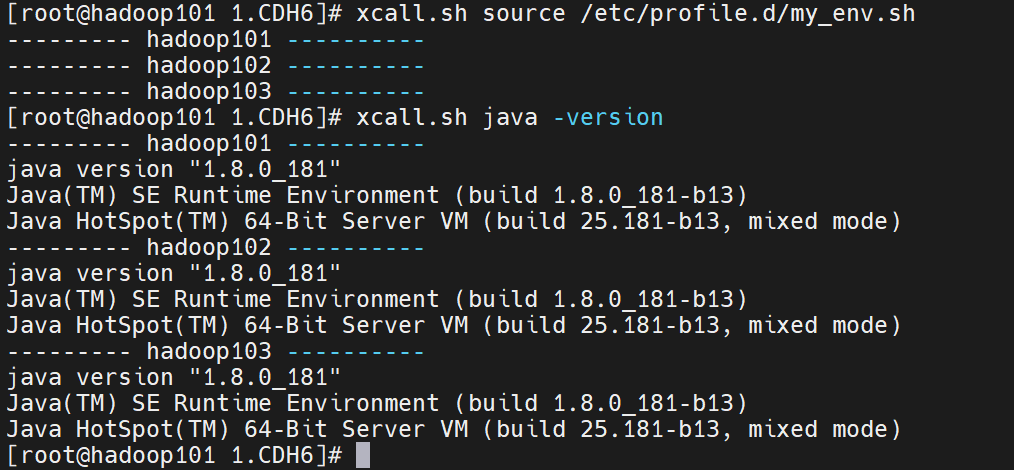 [root@hadoop101 1.CDH6]# xcall.sh source /etc/profile.d/my_env.sh
--------- hadoop101 ----------
--------- hadoop102 ----------
--------- hadoop103 ----------
[root@hadoop101 1.CDH6]# xcall.sh java -version
--------- hadoop101 ----------
java version "1.8.0_181"
Java(TM) SE Runtime Environment (build 1.8.0_181-b13)
Java HotSpot(TM) 64-Bit Server VM (build 25.181-b13, mixed mode)
--------- hadoop102 ----------
java version "1.8.0_181"
Java(TM) SE Runtime Environment (build 1.8.0_181-b13)
Java HotSpot(TM) 64-Bit Server VM (build 25.181-b13, mixed mode)
--------- hadoop103 ----------
java version "1.8.0_181"
Java(TM) SE Runtime Environment (build 1.8.0_181-b13)
Java HotSpot(TM) 64-Bit Server VM (build 25.181-b13, mixed mode)
[root@hadoop101 1.CDH6]#